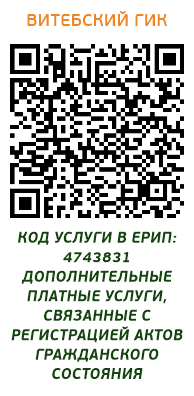 ВИТЕБСКИЙ ГИК
КОД УСЛУГИ В ЕРИП:
4743831
ДОПОЛНИТЕЛЬНЫЕ
ПЛАТНЫЕ УСЛУГИ,
СВЯЗАННЫЕ С
РЕГИСТРАЦИЕЙ АКТОВ
ГРАЖДАНСКОГО
СОСТОЯНИЯ